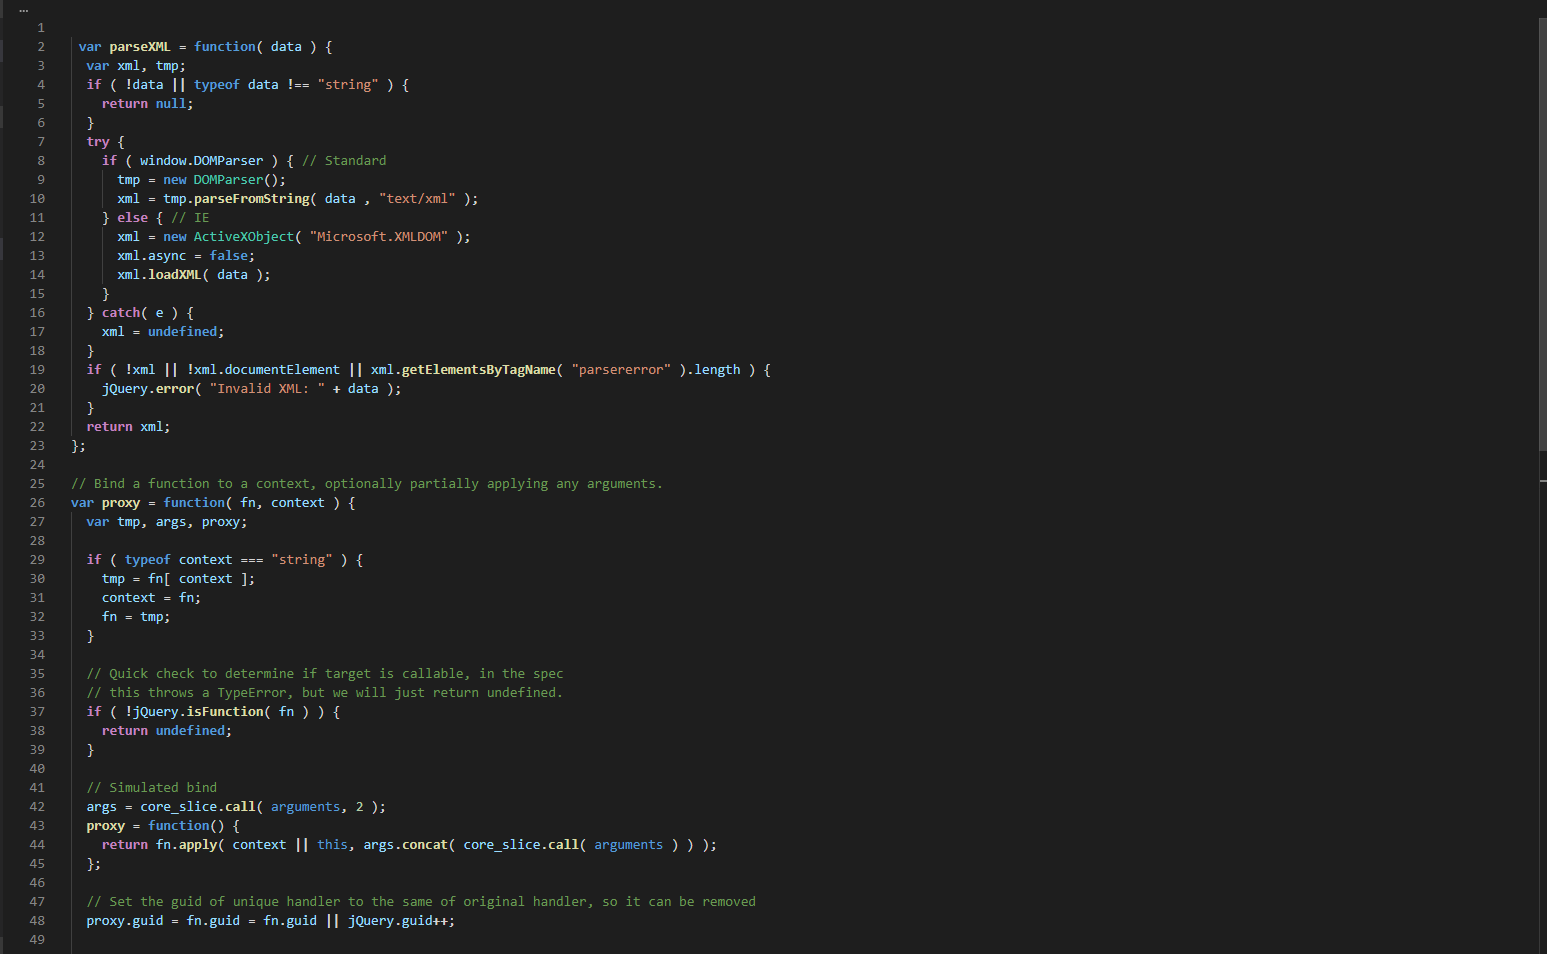 …
1
2 var parseXML = function( data ) {
3 var xml, tmp;
4 if ( !data || typeof data !== "string" ) {
5 return null;
6 }
7 try {
8 if ( window.DOMParser ) { // Standard
9 tmp = new DOMParser();
10 xml = tmp.parseFromString( data , "text/xml" );
11 } else { // IE
12 xml = new ActiveXObject( "Microsoft.XMLDOM" );
13 xml.async = false;
14 xml.loadXML( data );
15 }
16 } catch( e ) {
17 xml = undefined;
18 }
19 if ( !xml || !xml.documentElement || xml.getElementsByTagName( "parsererror" ).length ) {
20 jQuery.error( "Invalid XML: " + data );
21 }
22 return xml;
23 };
24
25 // Bind a function to a context, optionally partially applying any arguments.
26 var proxy = function( fn, context ) {
27 var tmp, args, proxy;
28
29 if ( typeof context === "string" ) {
30 tmp = fn[ context ];
31 context = fn;
32 fn = tmp;
33 }
34
35 // Quick check to determine if target is callable, in the spec
36 // this throws a TypeError, but we will just return undefined.
37 if ( !jQuery.isFunction( fn ) ) {
38 return undefined;
39 }
40
41 // Simulated bind
42 args = core_slice.call( arguments, 2 );
43 proxy = function() {
44 return fn.apply( context || this, args.concat( core_slice.call( arguments ) ) );
45 };
46
47 // Set the guid of unique handler to the same of original handler, so it can be removed
48 proxy.guid = fn.guid = fn.guid || jQuery.guid++;
49